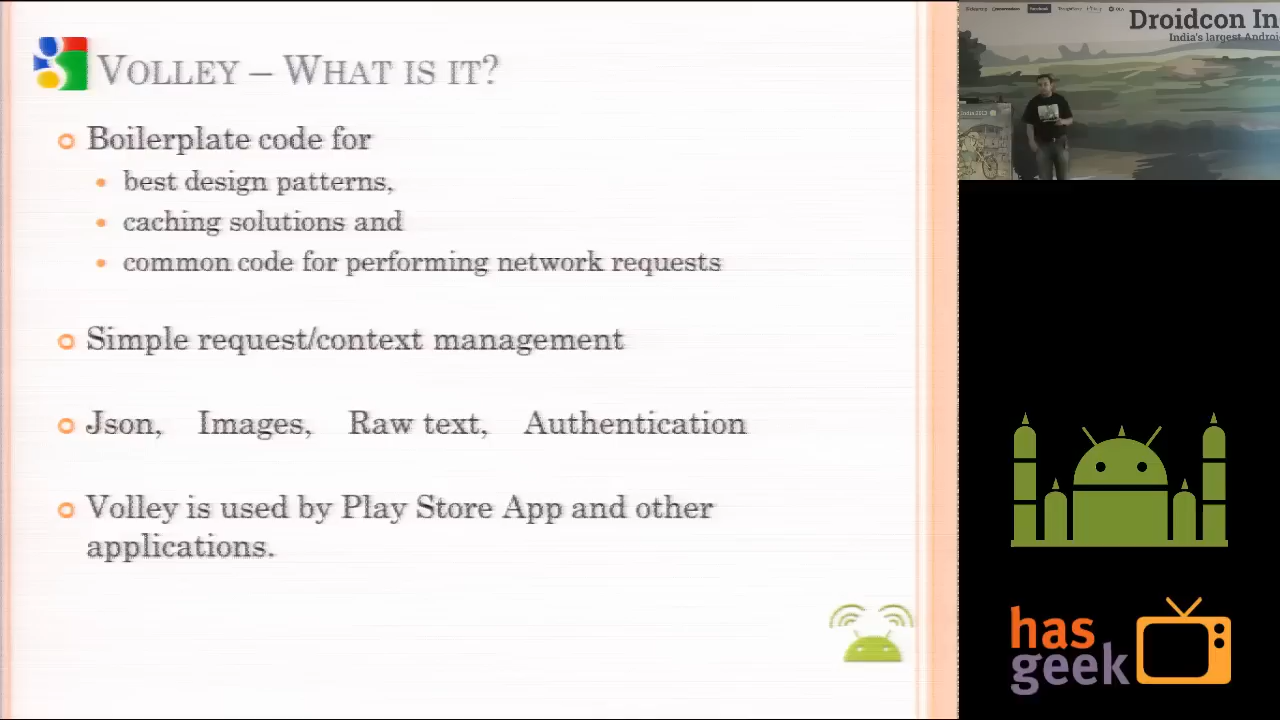 VOLLEY – WHAT IS IT?
Boilerplate code for
best design patterns,
caching solutions and
common code for performing network requests
Simple request/context management
Json, Images, Raw text, Authentication
Volley is used by Play Store App and other
applications.
Droidcon In
India's largest Androi
has
geek